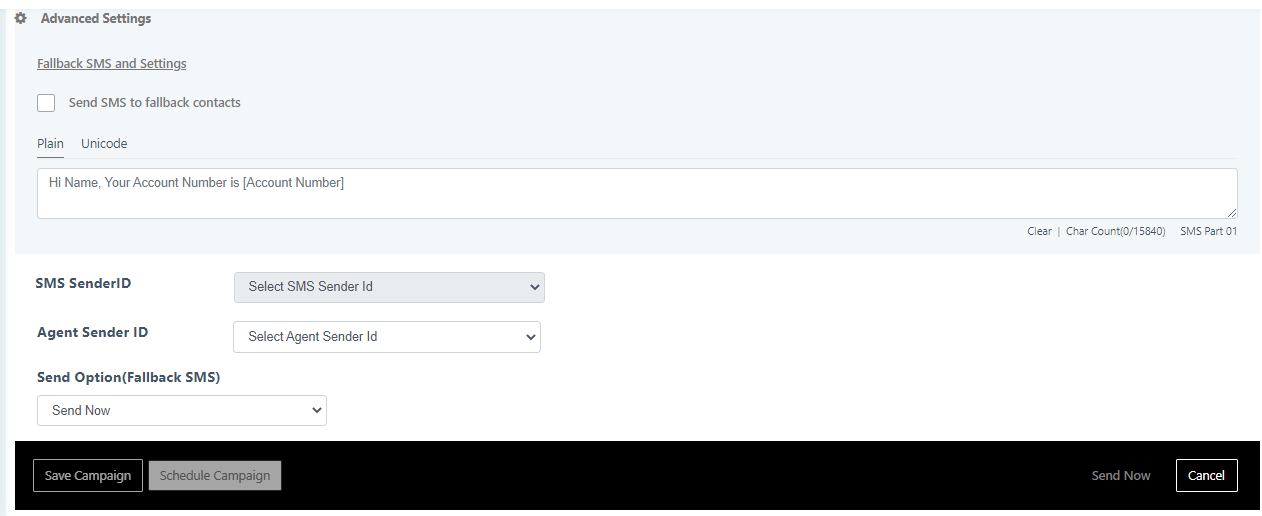 Advanced Settings
Fallback SMS and Settings
Send SMS to fallback contacts
Plain Unicode
Hi Name, Your Account Number is [Account Number]
Clear | Char Count(0/15840) SMS Part 01
SMS SenderID Select SMS Sender Id
Agent Sender ID Select Agent Sender Id
Send Option(Fallback SMS)
Send Now
Save Campaign Schedule Campaign Send Now Cancel